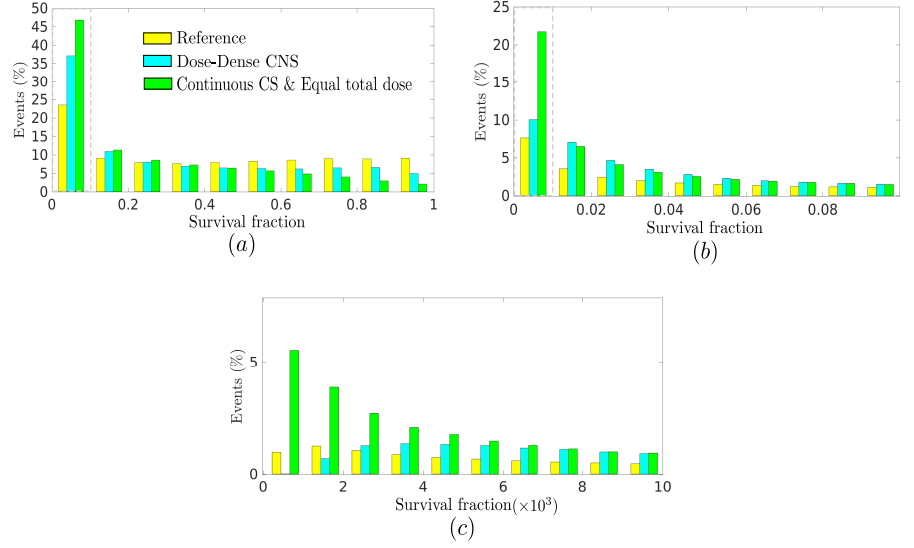 50
45
40
35
30
25
20
15
10
5
0
Events (%)
Reference
Dose-Dense CNS
Continuous CS & Equal total dose
0 0.2 0.4 0.6 0.8 1
Survival fraction
(a)
25
20
15
10
5
0
Events (%)
0 0.02 0.04 0.06 0.08
Survival fraction
(b)
5
0
Events (%)
0 2 4 6 8 10
Survival fraction(×10³)
(c)